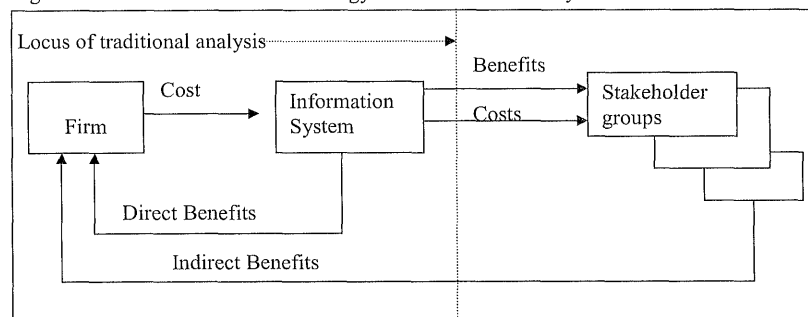 Locus of traditional analysis
Benefits
Cost
Information
System
Stakeholder
groups
Firm
Costs
Direct Benefits
Indirect Benefits